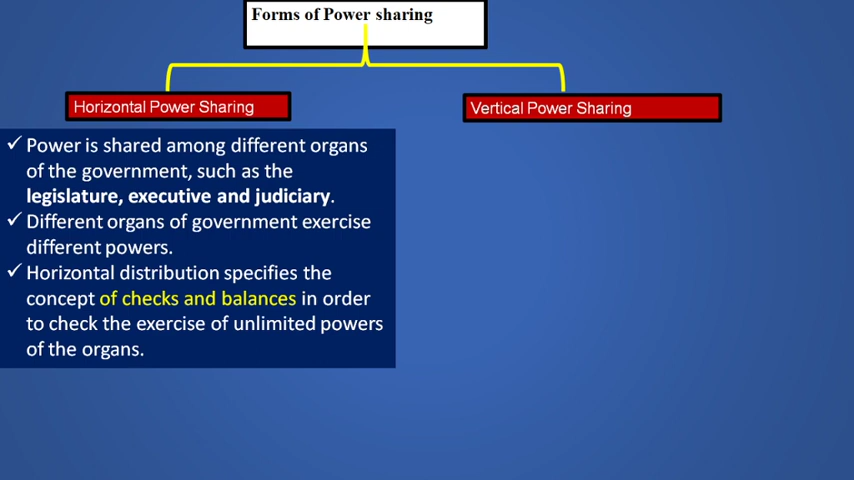 Forms of Power sharing
Horizontal Power Sharing
Vertical Power Sharing
✓ Power is shared among different organs
of the government, such as the
legislature, executive and judiciary.
✓ Different organs of government exercise
different powers.
✓ Horizontal distribution specifies the
concept of checks and balances in order
to check the exercise of unlimited powers
of the organs.